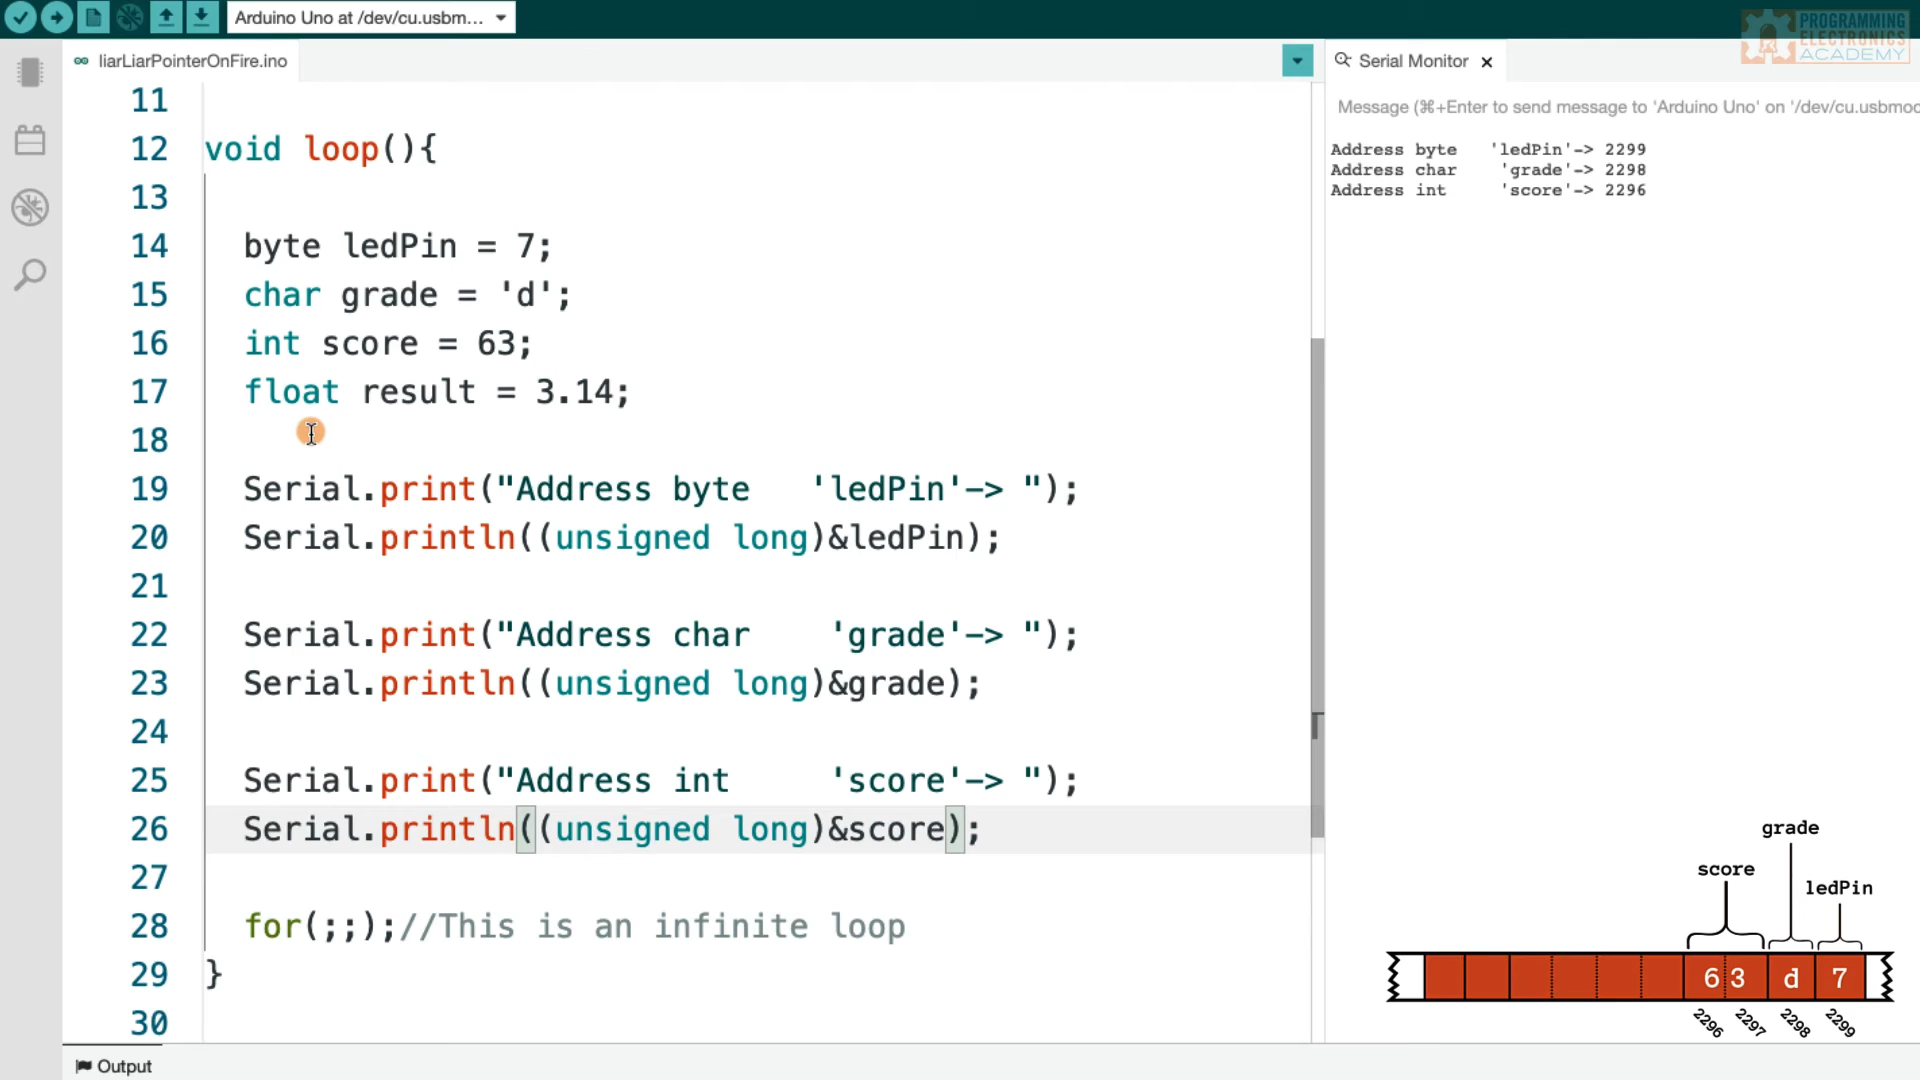 Arduino Uno at /dev/cu.usbm...
PROGRAMMING
ELECTRONICS
ACADEMY
liarLiarPointerOnFire.ino
Serial Monitor
Message (⌘+Enter to send message to 'Arduino Uno' on '/dev/cu.usbmod
Address byte   'ledPin'-> 2299
Address char    'grade'-> 2298
Address int     'score'-> 2296
11
12 void loop(){
13
14 byte ledPin = 7;
15 char grade = 'd';
16 int score = 63;
17 float result = 3.14;
18
19 Serial.print("Address byte   'ledPin'-> ");
20 Serial.println((unsigned long)&ledPin);
21
22 Serial.print("Address char    'grade'-> ");
23 Serial.println((unsigned long)&grade);
24
25 Serial.print("Address int     'score'-> ");
26 Serial.println((unsigned long)&score);
27
28 for(;;);//This is an infinite loop
29 }
30
grade
score
ledPin
6 3 d 7
2296 2297 2298 2299
Output